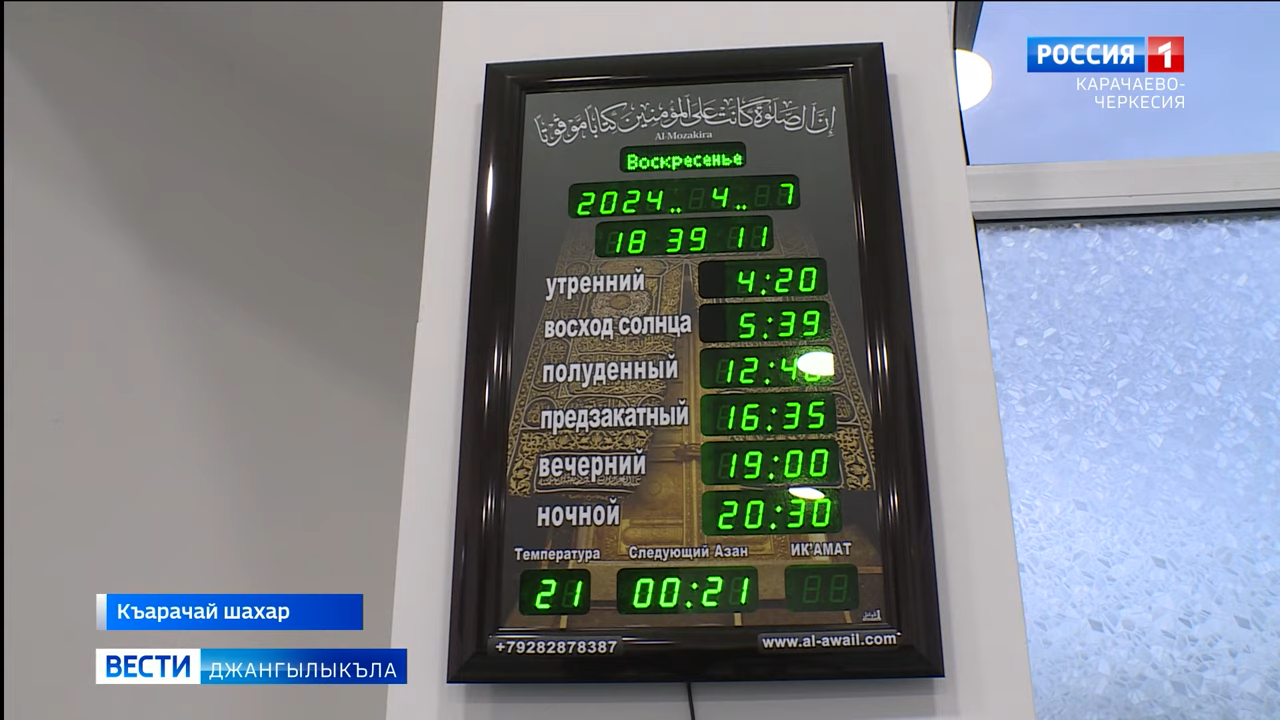 РОССИЯ 1
КАРАЧАЕВО-
ЧЕРКЕСИЯ
إن الصلوة كانت على المؤمنين كتابا موقوتا
Al-Mozakira
Воскресенье
2024.. 4.. 7
18 39 11
утренний 4:20
восход солнца 5:39
полуденный
предзакатный 16:35
вечерний 19:00
ночной 20:30
Температура Следующий Азан ИК'АМАТ
21 00:21
+79282878387 www.al-awail.com
Къарачай шахар
ВЕСТИ ДЖАНГЫЛЫКЪЛА